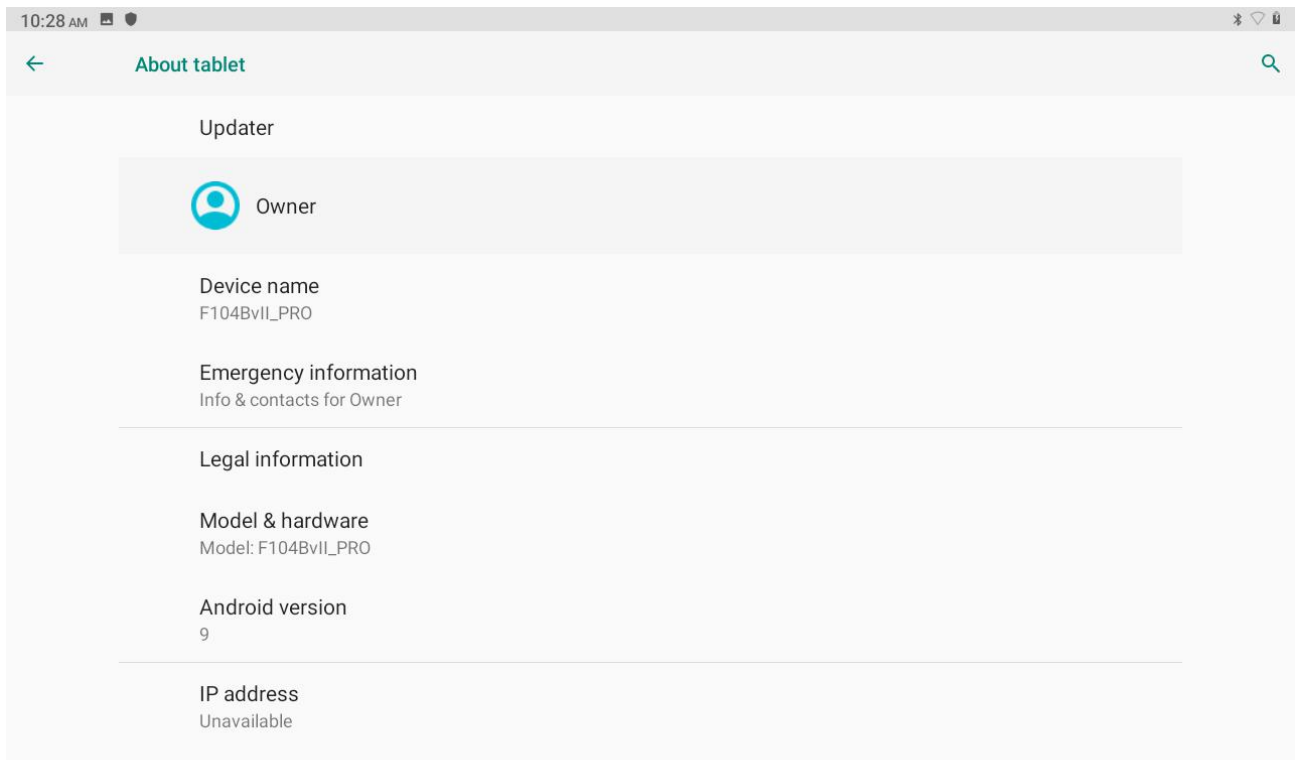 10:28 AM
About tablet
Updater
Owner
Device name
F104BvII_PRO
Emergency information
Info & contacts for Owner
Legal information
Model & hardware
Model: F104BvII_PRO
Android version
9
IP address
Unavailable